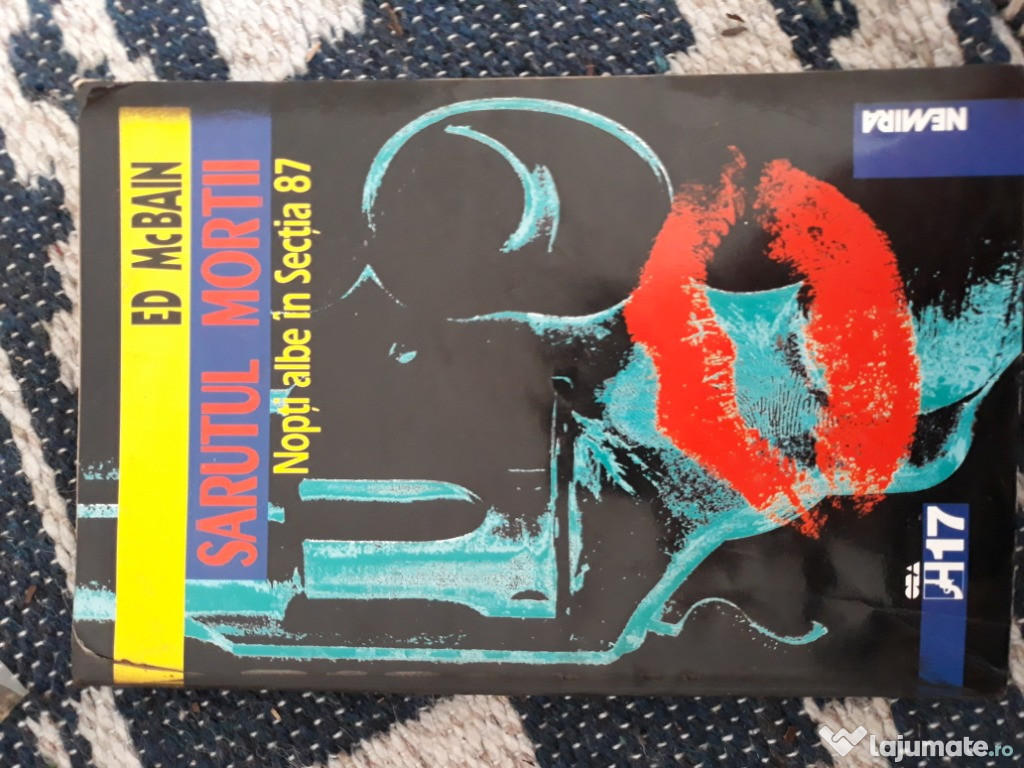 ED McBAIN
SARUTUL MORTII
Nopți albe în Secția 87
NEMIRA
H17
lajumate.ro